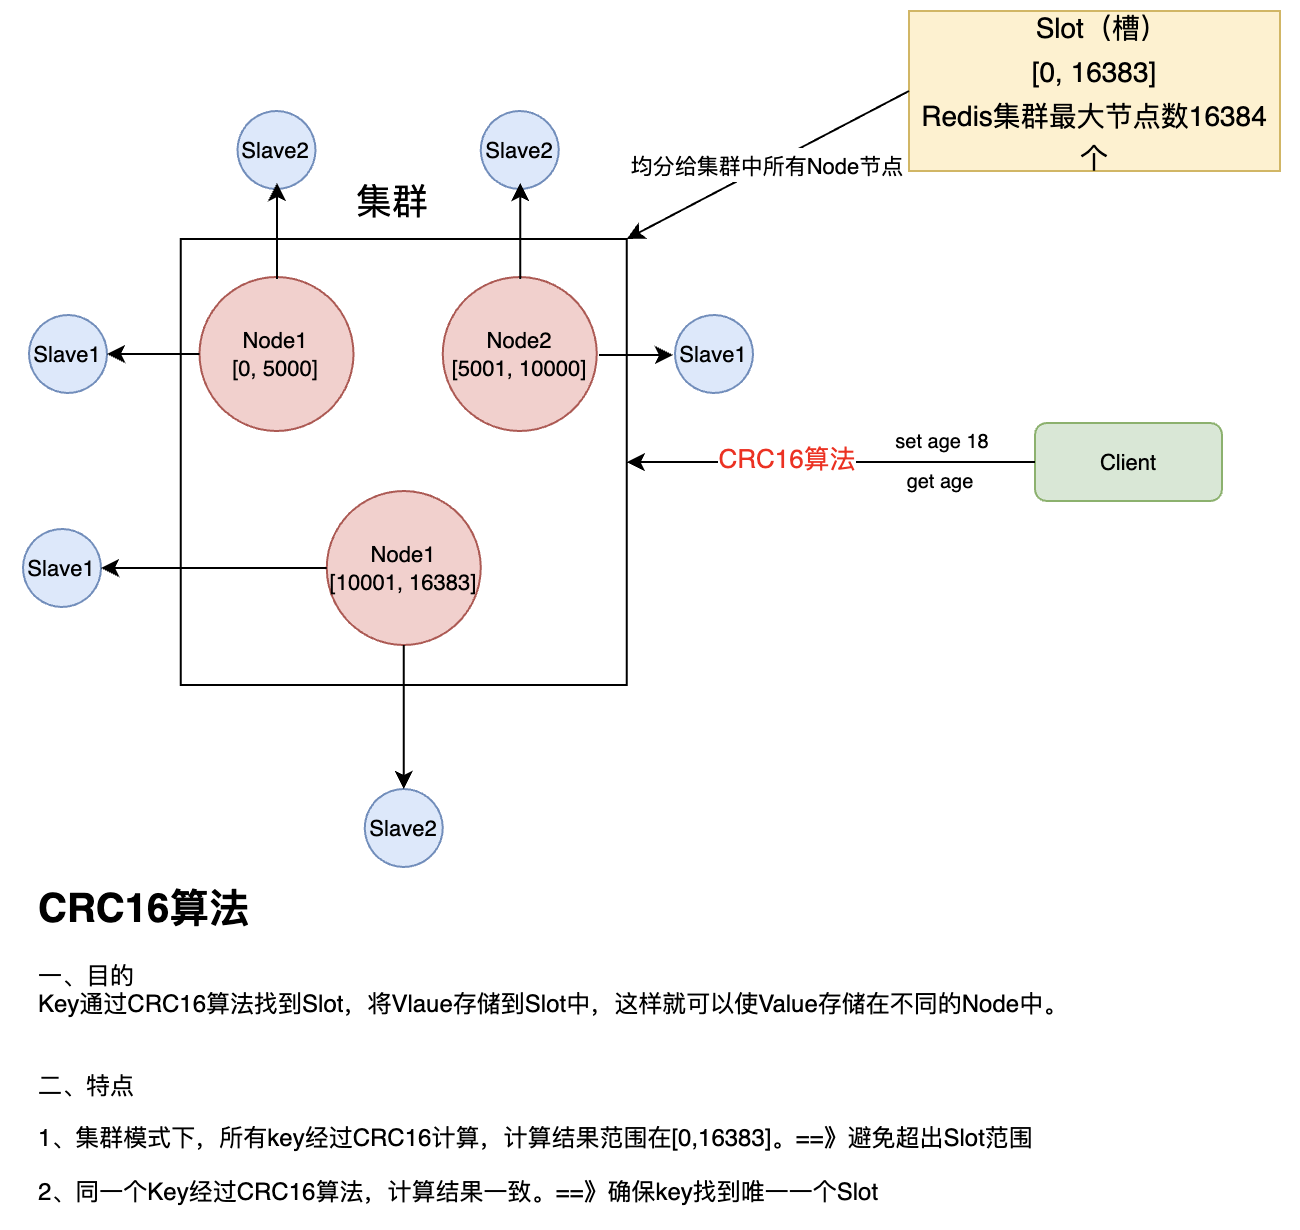 Slot（槽）
[0, 16383]
Redis集群最大节点数16384
个
均分给集群中所有Node节点
Slave2
Slave2
集群
Slave1
Node1
[0, 5000]
Node2
[5001, 10000]
Slave1
CRC16算法
set age 18
get age
Client
Slave1
Node1
[10001, 16383]
Slave2
CRC16算法
一、目的
Key通过CRC16算法找到Slot，将Vlaue存储到Slot中，这样就可以使Value存储在不同的Node中。
二、特点
1、集群模式下，所有key经过CRC16计算，计算结果范围在[0,16383]。==》避免超出Slot范围
2、同一个Key经过CRC16算法，计算结果一致。==》确保key找到唯一一个Slot